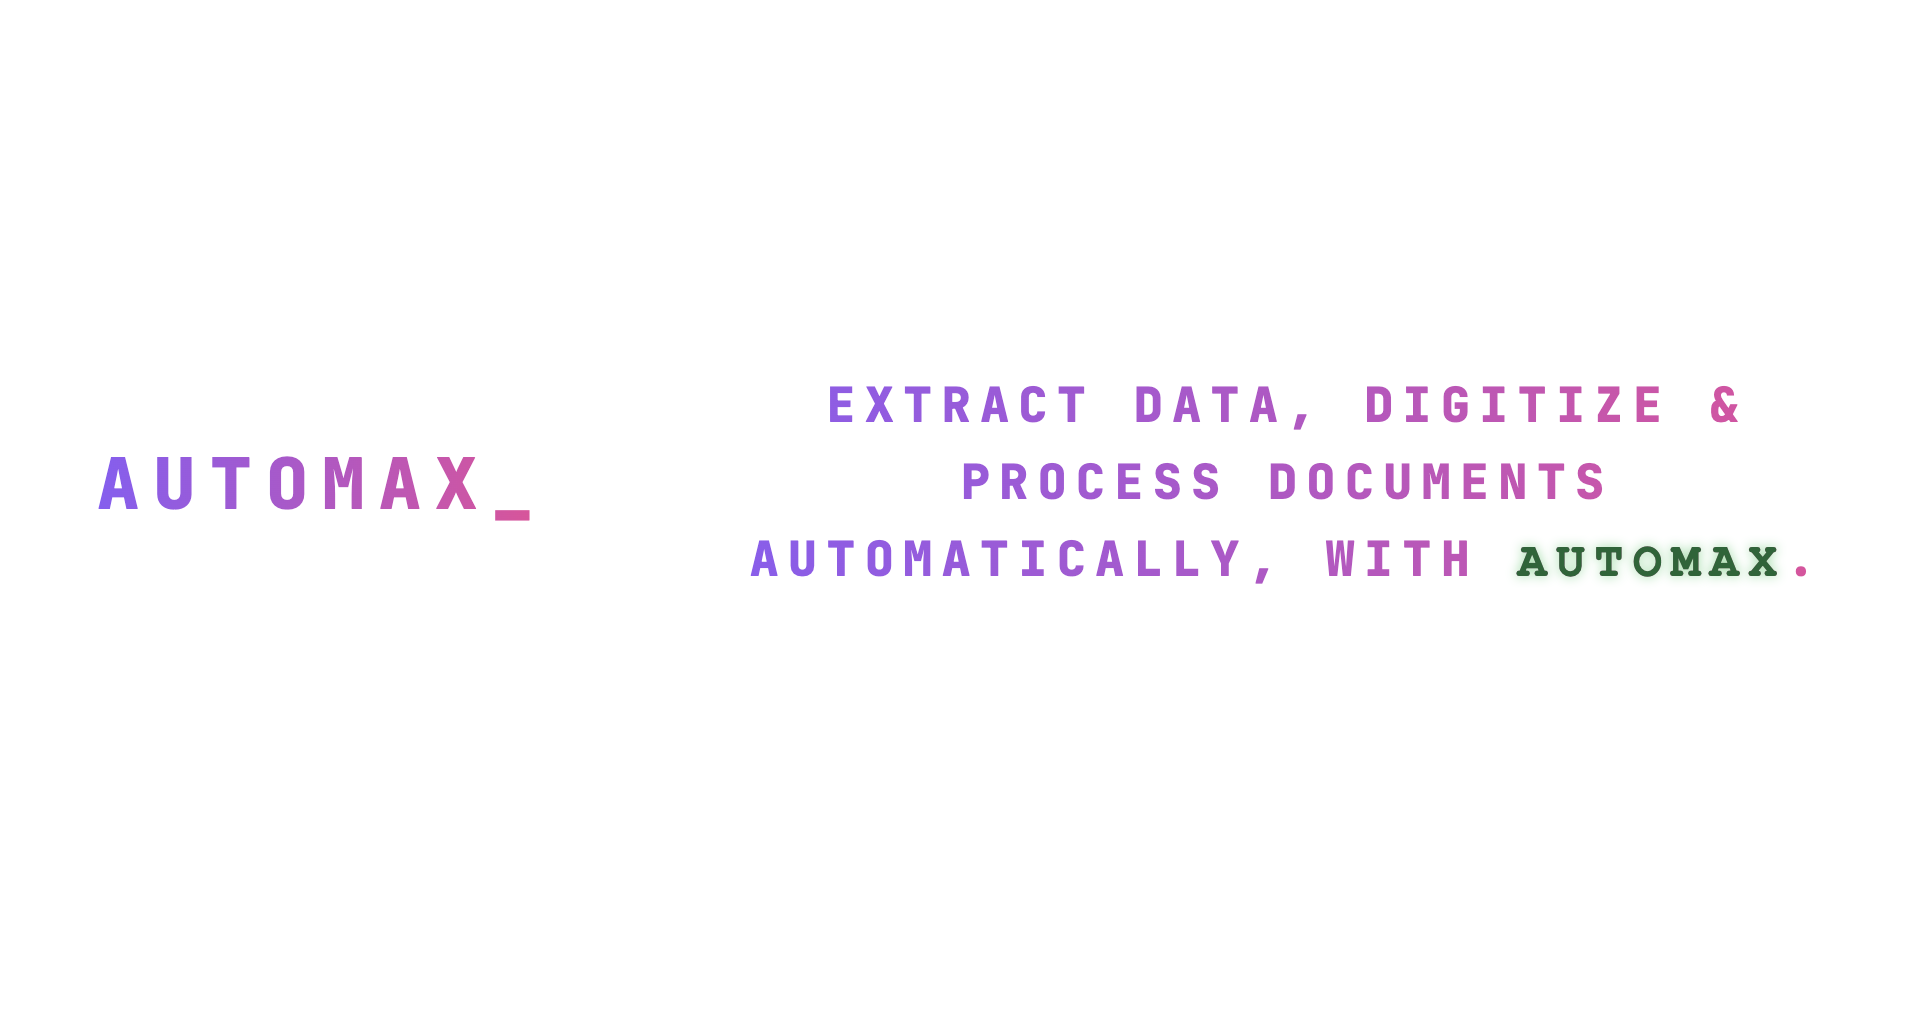 AUTOMAX_
EXTRACT DATA, DIGITIZE &
PROCESS DOCUMENTS
AUTOMATICALLY, WITH AUTOMAX.